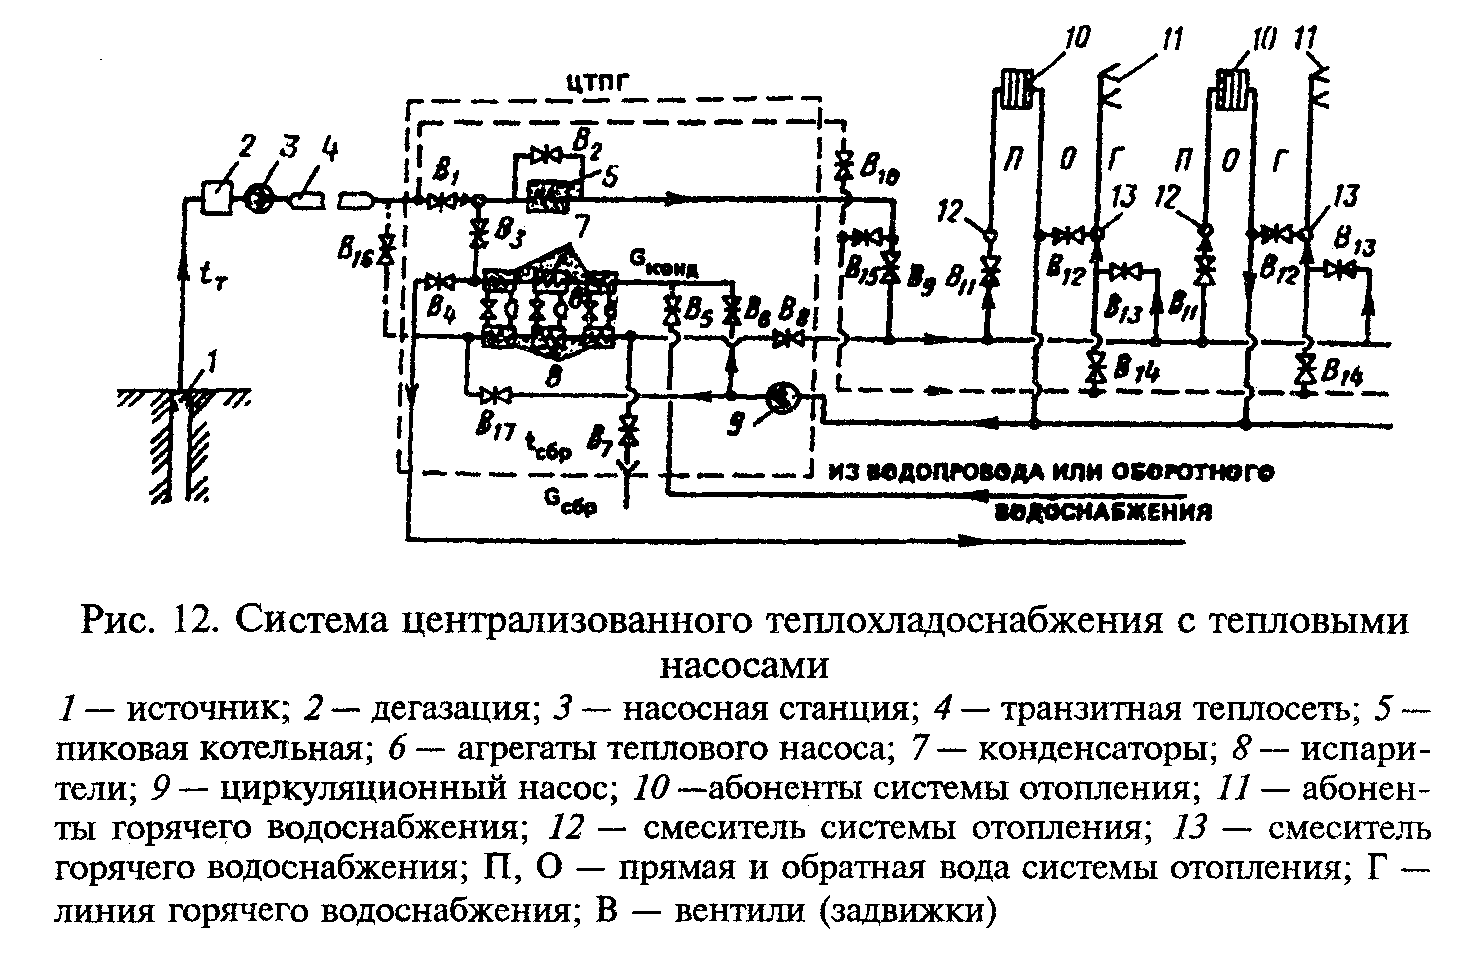 10 11 10 11
ЦТПГ
2 3 4 В1 В2 5 В10 П О Г П О Г
В3 7 12 13 12 13
В16 Gконд В13
tт В4 6 В5 В6 В8 В15 В9 В11 В12 В13 В11 В12
1 8 В14 В14
В17 tсбр В7 9
ИЗ ВОДОПРОВОДА ИЛИ ОБОРОТНОГО
Gсбр ВОДОСНАБЖЕНИЯ
Рис. 12. Система централизованного теплохладоснабжения с тепловыми
насосами
1 — источник; 2 — дегазация; 3 — насосная станция; 4 — транзитная теплосеть; 5 —
пиковая котельная; 6 — агрегаты теплового насоса; 7 — конденсаторы; 8 — испари-
тели; 9 — циркуляционный насос; 10 —абоненты системы отопления; 11 — абонен-
ты горячего водоснабжения; 12 — смеситель системы отопления; 13 — смеситель
горячего водоснабжения; П, О — прямая и обратная вода системы отопления; Г —
линия горячего водоснабжения; В — вентили (задвижки)